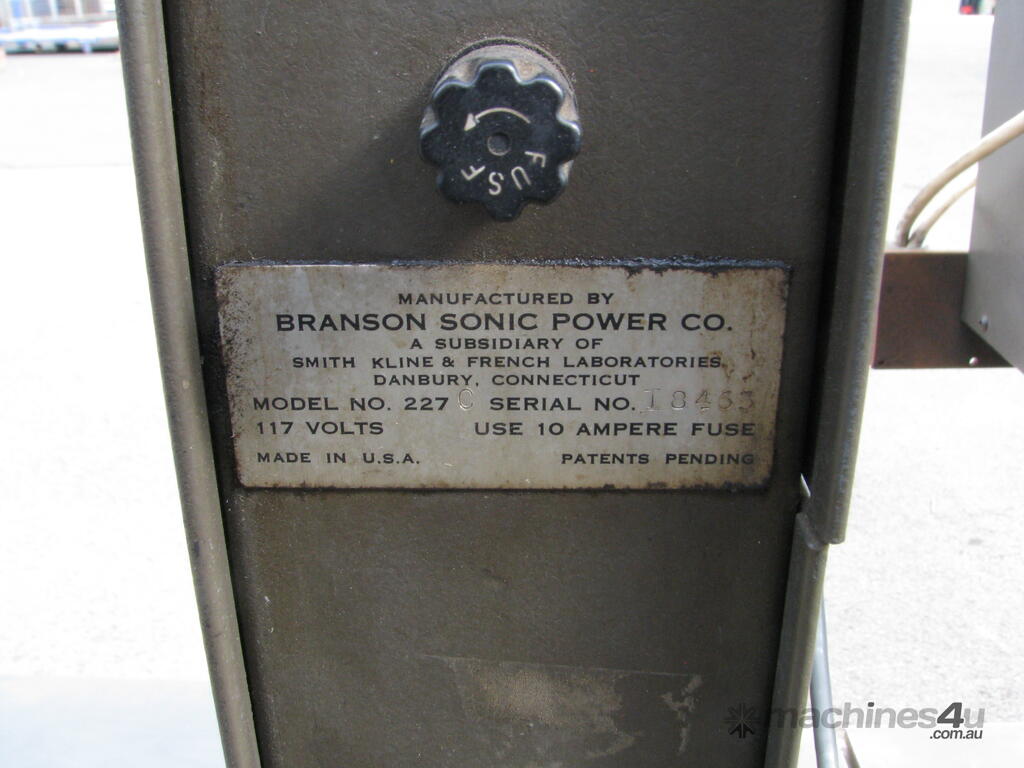 FUSE
MANUFACTURED BY
BRANSON SONIC POWER CO.
A SUBSIDIARY OF
SMITH KLINE & FRENCH LABORATORIES
DANBURY, CONNECTICUT
MODEL NO. 227 C SERIAL NO.
117 VOLTS USE 10 AMPERE FUSE
MADE IN U.S.A. PATENTS PENDING
machines4u
.com.au